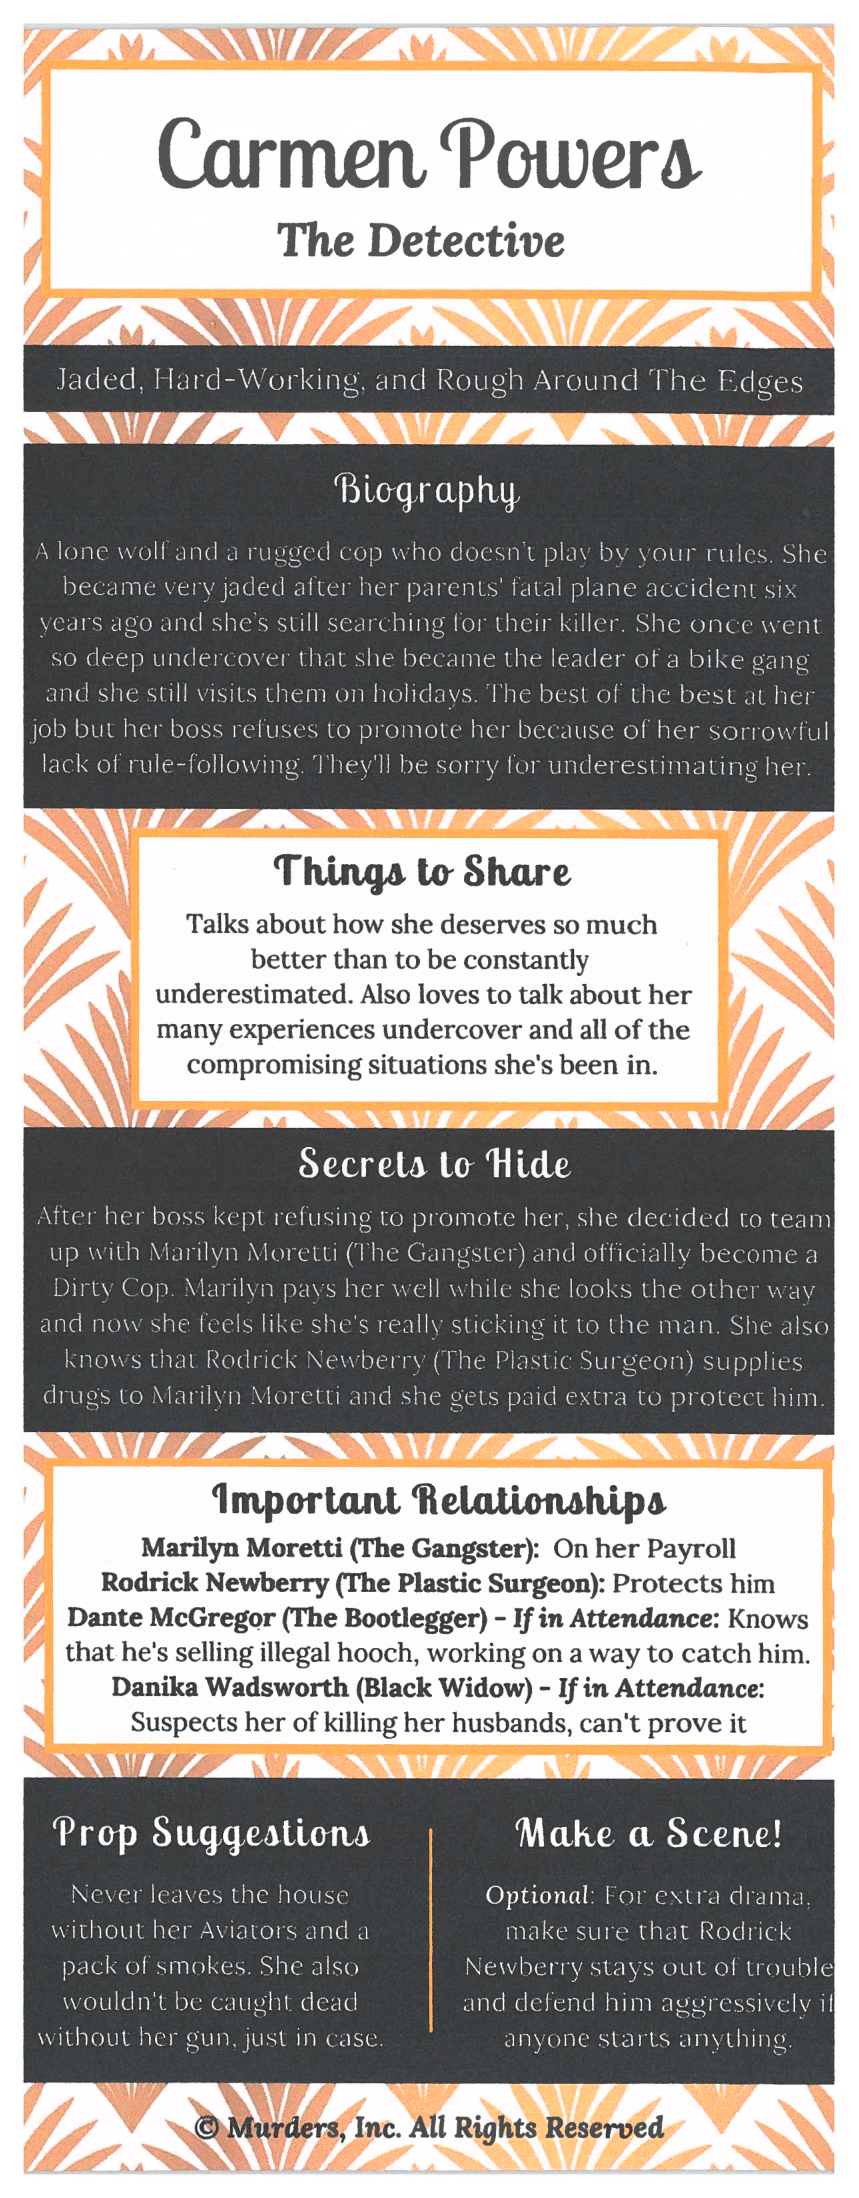 Carmen Powers
The Detective
Jaded, Hard-Working, and Rough Around The Edges
Biography
A lone wolf and a rugged cop who doesn't play by your rules. She
became very jaded after her parents' fatal plane accident six
years ago and she's still searching for their killer. She once went
so deep undercover that she became the leader of a bike gang
and she still visits them on holidays. The best of the best at her
job but her boss refuses to promote her because of her sorrowful
lack of rule-following. They'll be sorry for underestimating her.
Things to Share
Talks about how she deserves so much
better than to be constantly
underestimated. Also loves to talk about her
many experiences undercover and all of the
compromising situations she's been in.
Secrets to Hide
After her boss kept refusing to promote her, she decided to team
up with Marilyn Moretti (The Gangster) and officially become a
Dirty Cop. Marilyn pays her well while she looks the other way
and now she feels like she's really sticking it to the man. She also
knows that Rodrick Newberry (The Plastic Surgeon) supplies
drugs to Marilyn Moretti and she gets paid extra to protect him.
Important Relationships
Marilyn Moretti (The Gangster): On her Payroll
Rodrick Newberry (The Plastic Surgeon): Protects him
Dante McGregor (The Bootlegger) - If in Attendance: Knows
that he's selling illegal hooch, working on a way to catch him.
Danika Wadsworth (Black Widow) - If in Attendance:
Suspects her of killing her husbands, can't prove it
Prop Suggestions
Never leaves the house
without her Aviators and a
pack of smokes. She also
wouldn't be caught dead
without her gun, just in case.
Make a Scene!
Optional: For extra drama,
make sure that Rodrick
Newberry stays out of trouble
and defend him aggressively if
anyone starts anything.
© Murders, Inc. All Rights Reserved